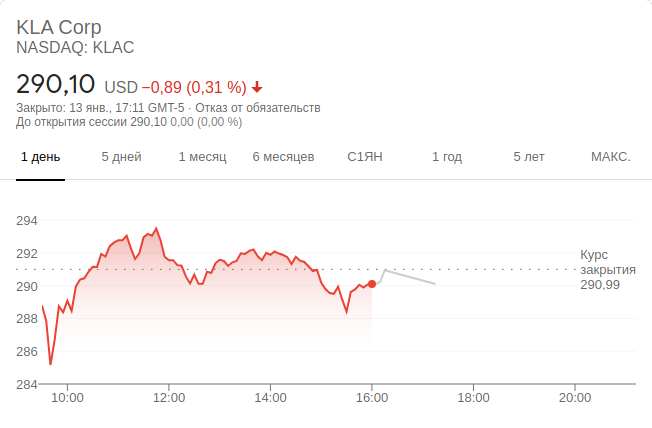 KLA Corp
NASDAQ: KLAC
290,10 USD −0,89 (0,31 %)
Закрыто: 13 янв., 17:11 GMT-5 · Отказ от обязательств
До открытия сессии 290,10 0,00 (0,00 %)
1 день 5 дней 1 месяц 6 месяцев С1ЯН 1 год 5 лет МАКС.
294
292
290
288
286
284
Курс
закрытия
290,99
10:00 12:00 14:00 16:00 18:00 20:00